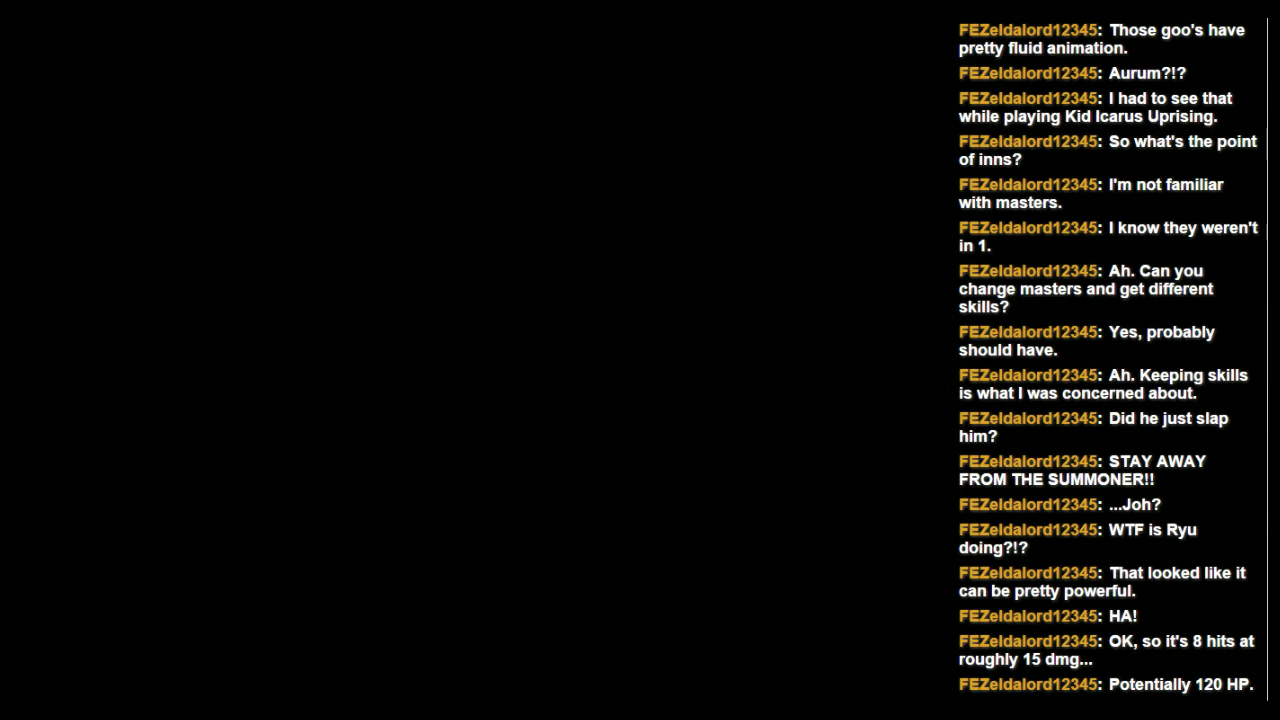 FEZeldalord12345: Those goo's have
pretty fluid animation.
FEZeldalord12345: Aurum?!?
FEZeldalord12345: I had to see that
while playing Kid Icarus Uprising.
FEZeldalord12345: So what's the point
of inns?
FEZeldalord12345: I'm not familiar
with masters.
FEZeldalord12345: I know they weren't
in 1.
FEZeldalord12345: Ah. Can you
change masters and get different
skills?
FEZeldalord12345: Yes, probably
should have.
FEZeldalord12345: Ah. Keeping skills
is what I was concerned about.
FEZeldalord12345: Did he just slap
him?
FEZeldalord12345: STAY AWAY
FROM THE SUMMONER!!
FEZeldalord12345: ...Joh?
FEZeldalord12345: WTF is Ryu
doing?!?
FEZeldalord12345: That looked like it
can be pretty powerful.
FEZeldalord12345: HA!
FEZeldalord12345: OK, so it's 8 hits at
roughly 15 dmg...
FEZeldalord12345: Potentially 120 HP.